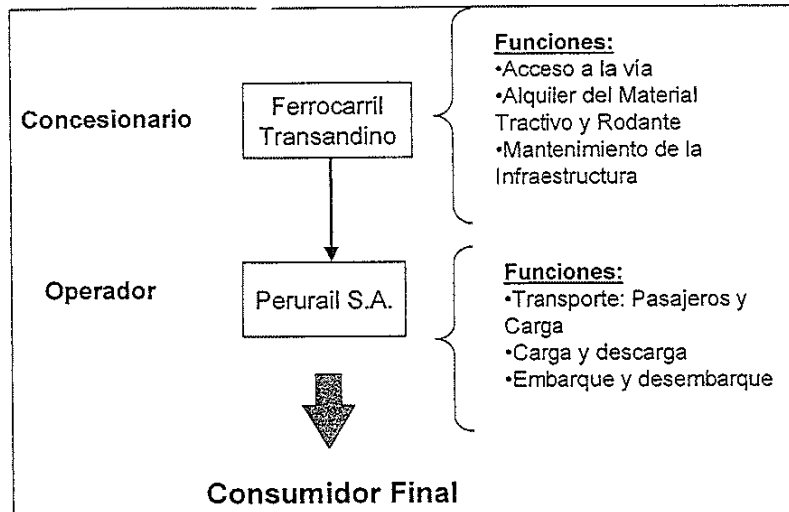 Concesionario
Ferrocarril
Transandino
Funciones:
•Acceso a la vía
•Alquiler del Material
Tractivo y Rodante
•Mantenimiento de la
Infraestructura
Operador
Perurail S.A.
Funciones:
•Transporte: Pasajeros y
Carga
•Carga y descarga
•Embarque y desembarque
Consumidor Final